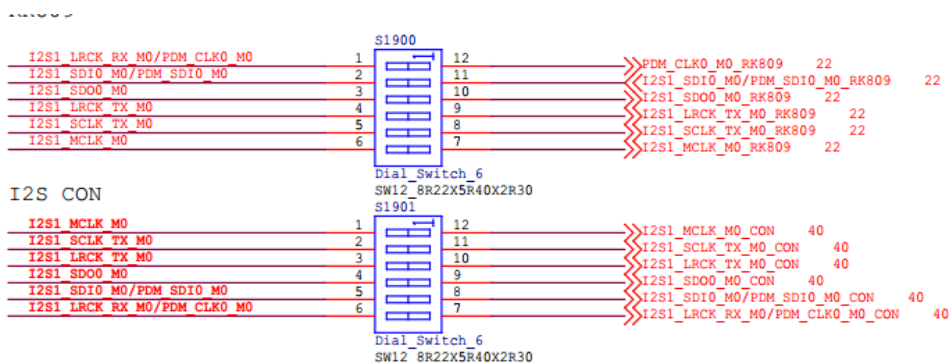 S1900
I2S1_LRCK_RX_M0/PDM_CLK0_M0 1 12 PDM_CLK0_M0_RK809 22
I2S1_SDI0_M0/PDM_SDI0_M0 2 11 I2S1_SDI0_M0/PDM_SDI0_M0_RK809 22
I2S1_SDO0_M0 3 10 I2S1_SDO0_M0_RK809 22
I2S1_LRCK_TX_M0 4 9 I2S1_LRCK_TX_M0_RK809 22
I2S1_SCLK_TX_M0 5 8 I2S1_SCLK_TX_M0_RK809 22
I2S1_MCLK_M0 6 7 I2S1_MCLK_M0_RK809 22
Dial_Switch_6
SW12_8R22X5R40X2R30
I2S CON
S1901
I2S1_MCLK_M0 1 12 I2S1_MCLK_M0_CON 40
I2S1_SCLK_TX_M0 2 11 I2S1_SCLK_TX_M0_CON 40
I2S1_LRCK_TX_M0 3 10 I2S1_LRCK_TX_M0_CON 40
I2S1_SDO0_M0 4 9 I2S1_SDO0_M0_CON 40
I2S1_SDI0_M0/PDM_SDI0_M0 5 8 I2S1_SDI0_M0/PDM_SDI0_M0_CON 40
I2S1_LRCK_RX_M0/PDM_CLK0_M0 6 7 I2S1_LRCK_RX_M0/PDM_CLK0_M0_CON 40
Dial_Switch_6
SW12_8R22X5R40X2R30